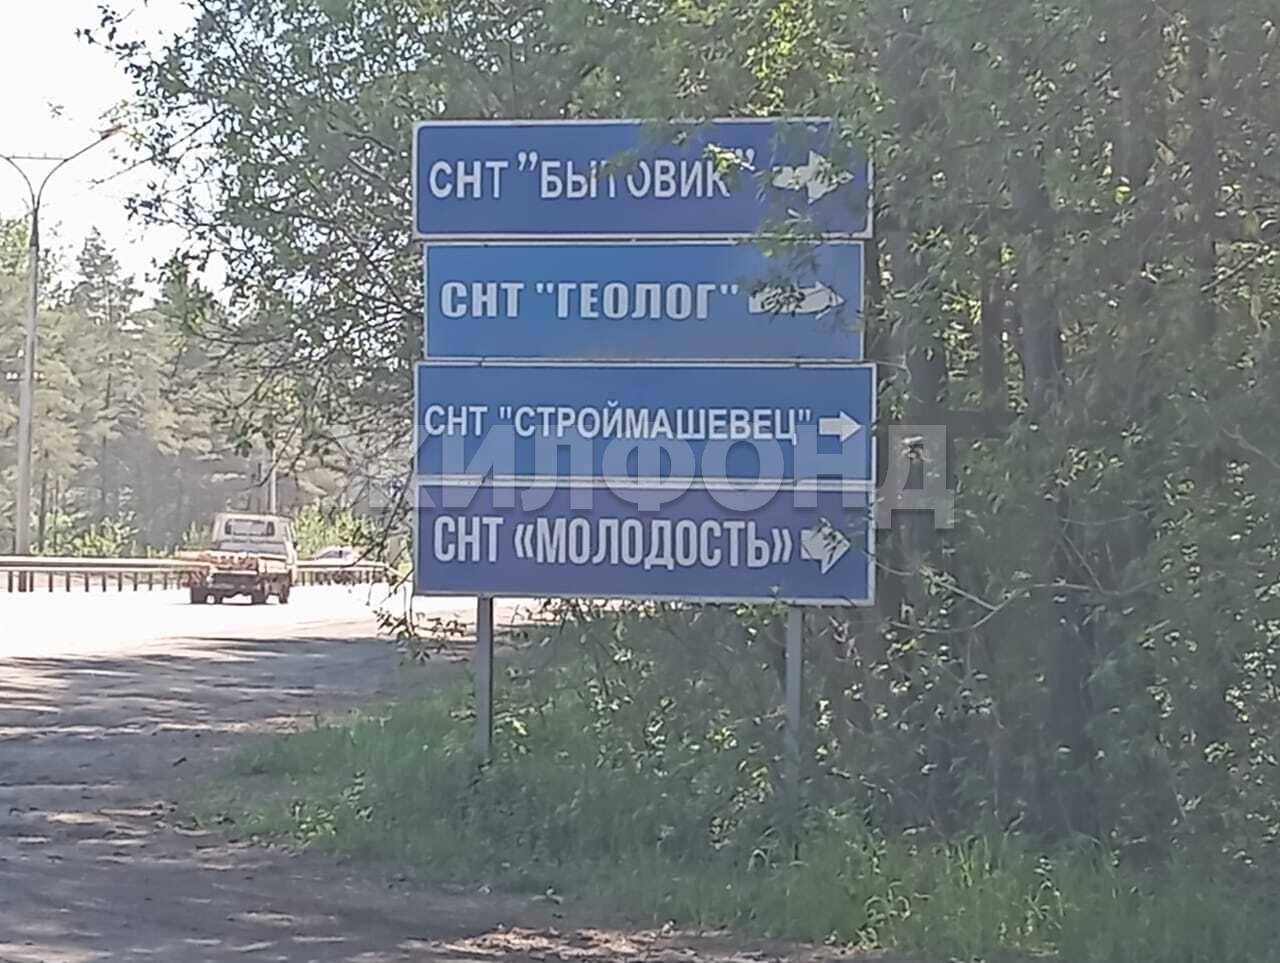 СНТ ”БЫТОВИК”
СНТ "ГЕОЛОГ"
СНТ "СТРОЙМАШЕВЕЦ"
ЖИЛФОНД
СНТ «МОЛОДОСТЬ»